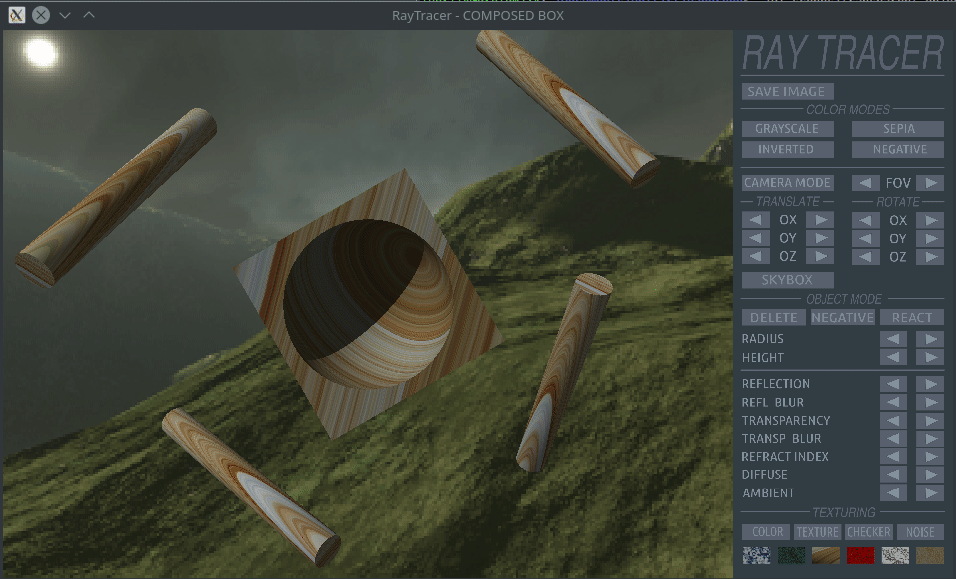 RayTracer - COMPOSED BOX
RAY TRACER
SAVE IMAGE
COLOR MODES
GRAYSCALE SEPIA
INVERTED NEGATIVE
CAMERA MODE FOV
TRANSLATE ROTATE
OX OX
OY OY
OZ OZ
SKYBOX
OBJECT MODE
DELETE NEGATIVE REACT
RADIUS
HEIGHT
REFLECTION
REFL BLUR
TRANSPARENCY
TRANSP BLUR
REFRACT INDEX
DIFFUSE
AMBIENT
TEXTURING
COLOR TEXTURE CHECKER NOISE